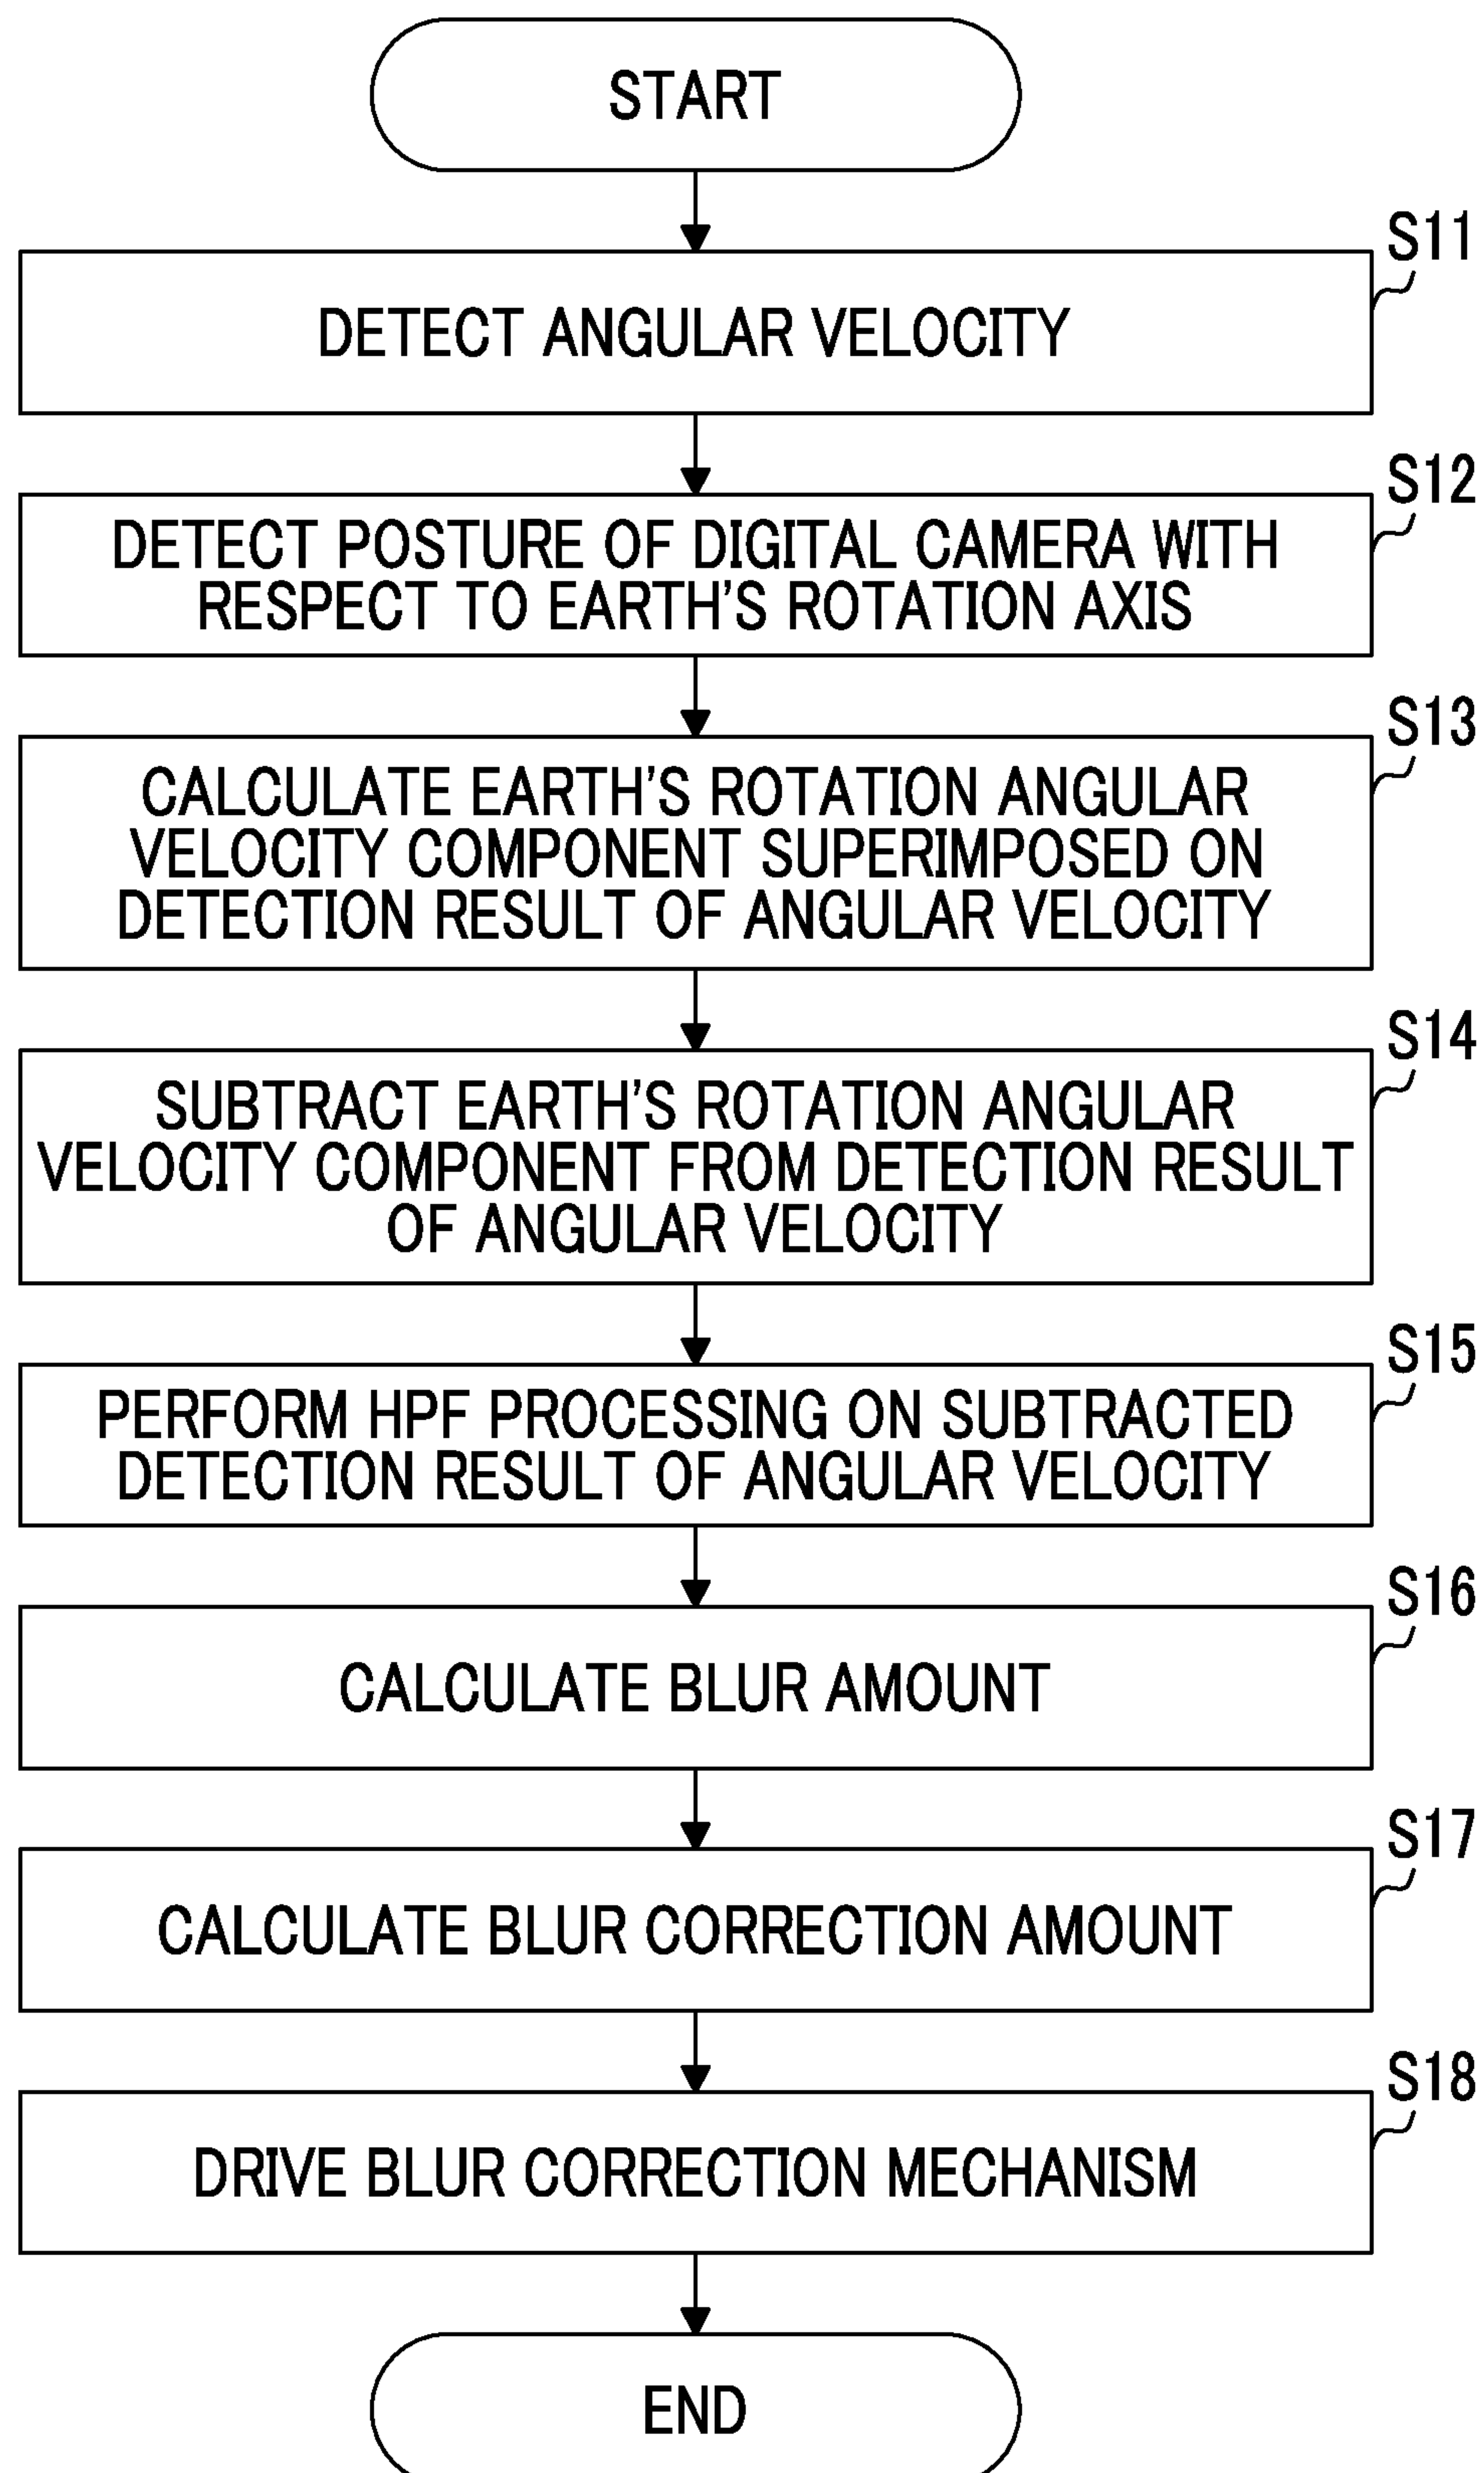 START
S11
DETECT ANGULAR VELOCITY
S12
DETECT POSTURE OF DIGITAL CAMERA WITH
RESPECT TO EARTH'S ROTATION AXIS
S13
CALCULATE EARTH'S ROTATION ANGULAR
VELOCITY COMPONENT SUPERIMPOSED ON
DETECTION RESULT OF ANGULAR VELOCITY
S14
SUBTRACT EARTH'S ROTATION ANGULAR
VELOCITY COMPONENT FROM DETECTION RESULT
OF ANGULAR VELOCITY
S15
PERFORM HPF PROCESSING ON SUBTRACTED
DETECTION RESULT OF ANGULAR VELOCITY
S16
CALCULATE BLUR AMOUNT
S17
CALCULATE BLUR CORRECTION AMOUNT
S18
DRIVE BLUR CORRECTION MECHANISM
END